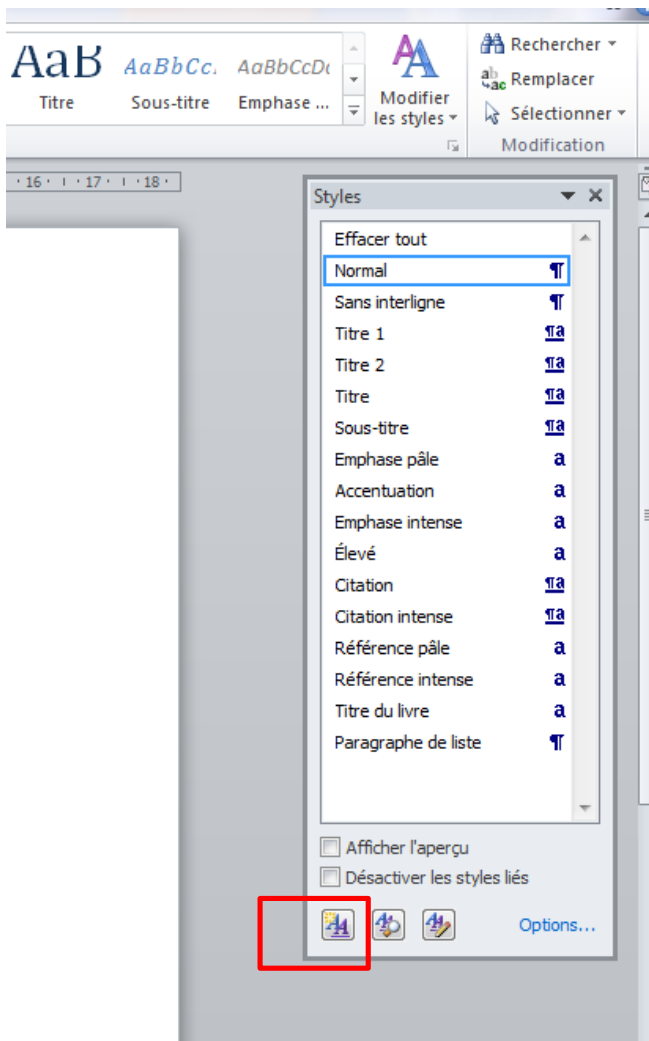 AaB AaBbCc. AaBbCcD
Titre Sous-titre Emphase ...
Modifier
les styles
Rechercher
Remplacer
Sélectionner
Modification
16 17 18
Styles
Effacer tout
Normal ¶
Sans interligne ¶
Titre 1 ¶a
Titre 2 ¶a
Titre ¶a
Sous-titre ¶a
Emphase pâle a
Accentuation a
Emphase intense a
Élevé a
Citation ¶a
Citation intense ¶a
Référence pâle a
Référence intense a
Titre du livre a
Paragraphe de liste ¶
Afficher l'aperçu
Désactiver les styles liés
Options...